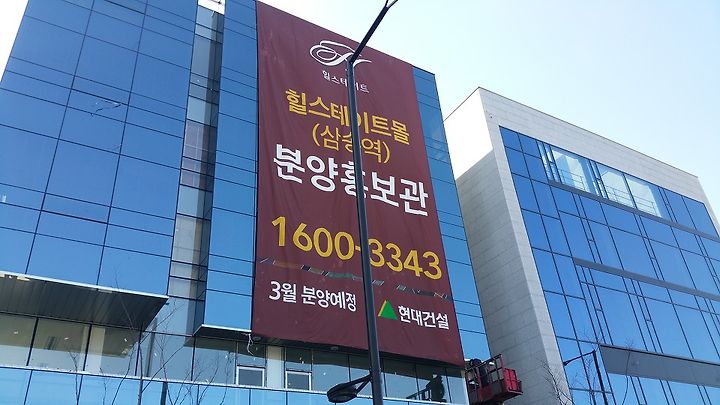 힐스테이트
힐스테이트몰
(삼송역)
분양홍보관
1600-3343
3월 분양예정 현대건설